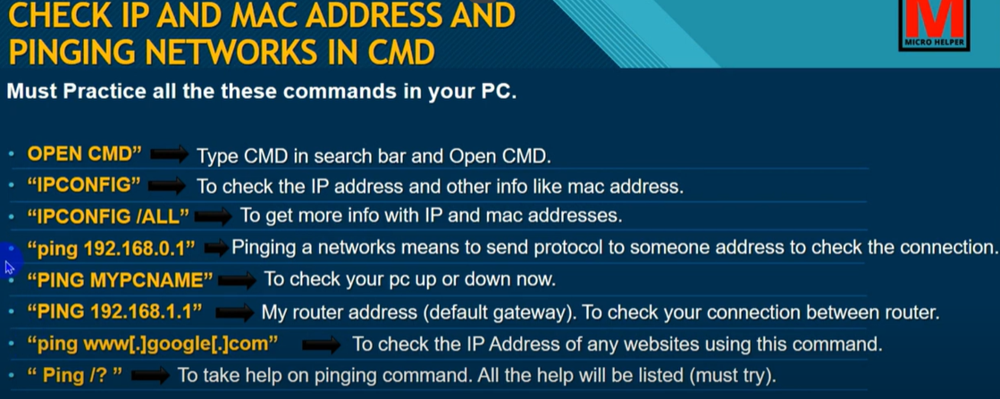 CHECK IP AND MAC ADDRESS AND
PINGING NETWORKS IN CMD
M
MICRO HELPER
Must Practice all the these commands in your PC.
• OPEN CMD” Type CMD in search bar and Open CMD.
• “IPCONFIG” To check the IP address and other info like mac address.
• “IPCONFIG /ALL” To get more info with IP and mac addresses.
• “ping 192.168.0.1” Pinging a networks means to send protocol to someone address to check the connection.
• “PING MYPCNAME” To check your pc up or down now.
• “PING 192.168.1.1” My router address (default gateway). To check your connection between router.
• “ping www[.]google[.]com” To check the IP Address of any websites using this command.
• “ Ping /? ” To take help on pinging command. All the help will be listed (must try).